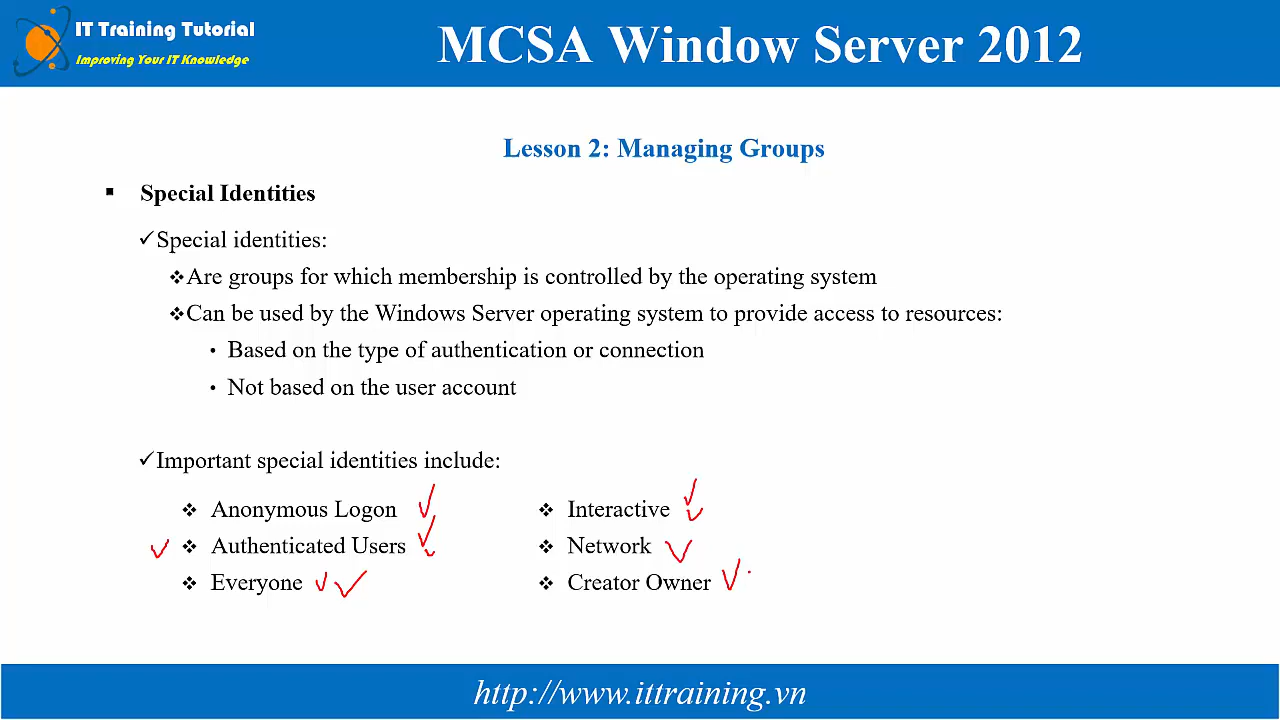 IT Training Tutorial
Improving Your IT Knowledge
MCSA Window Server 2012
Lesson 2: Managing Groups
Special Identities
Special identities:
Are groups for which membership is controlled by the operating system
Can be used by the Windows Server operating system to provide access to resources:
Based on the type of authentication or connection
Not based on the user account
Important special identities include:
Anonymous Logon
Authenticated Users
Everyone
Interactive
Network
Creator Owner
http://www.ittraining.vn